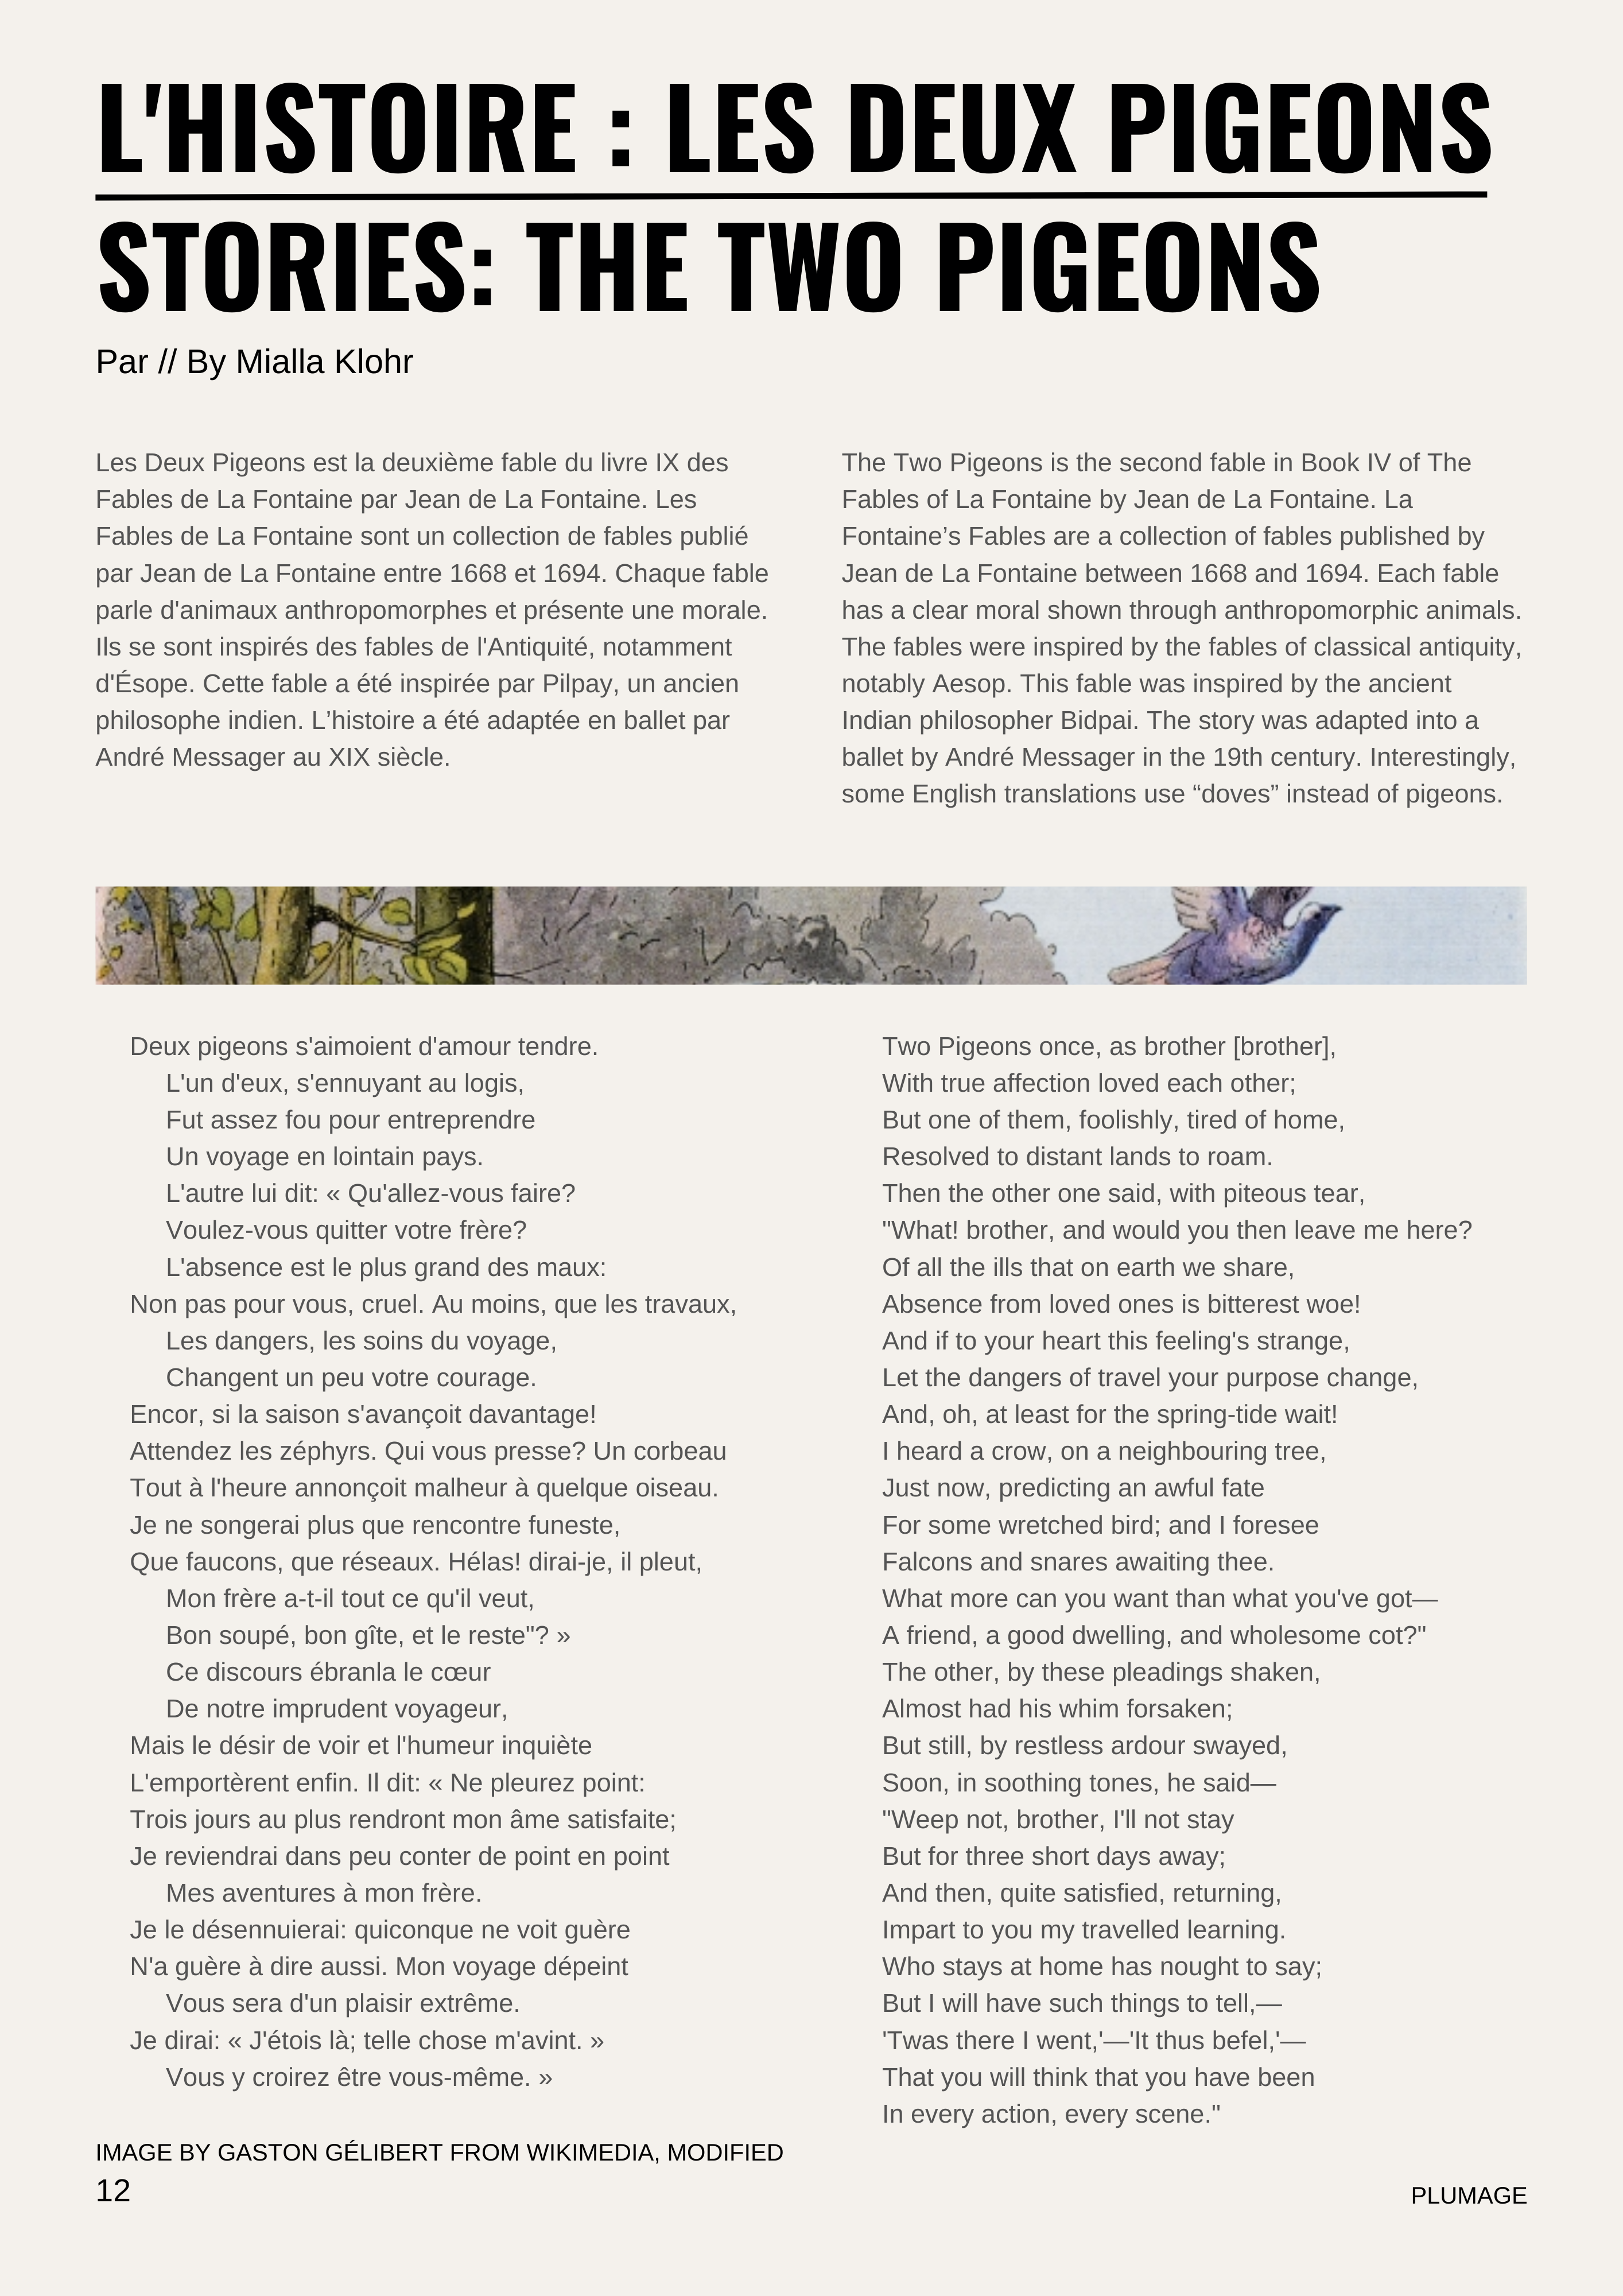 L'HISTOIRE : LES DEUX PIGEONS
STORIES: THE TWO PIGEONS
Par // By Mialla Klohr
Les Deux Pigeons est la deuxième fable du livre IX des
Fables de La Fontaine par Jean de La Fontaine. Les
Fables de La Fontaine sont un collection de fables publié
par Jean de La Fontaine entre 1668 et 1694. Chaque fable
parle d'animaux anthropomorphes et présente une morale.
Ils se sont inspirés des fables de l'Antiquité, notamment
d'Ésope. Cette fable a été inspirée par Pilpay, un ancien
philosophe indien. L’histoire a été adaptée en ballet par
André Messager au XIX siècle.
The Two Pigeons is the second fable in Book IV of The
Fables of La Fontaine by Jean de La Fontaine. La
Fontaine’s Fables are a collection of fables published by
Jean de La Fontaine between 1668 and 1694. Each fable
has a clear moral shown through anthropomorphic animals.
The fables were inspired by the fables of classical antiquity,
notably Aesop. This fable was inspired by the ancient
Indian philosopher Bidpai. The story was adapted into a
ballet by André Messager in the 19th century. Interestingly,
some English translations use “doves” instead of pigeons.
Deux pigeons s'aimoient d'amour tendre.
L'un d'eux, s'ennuyant au logis,
Fut assez fou pour entreprendre
Un voyage en lointain pays.
L'autre lui dit: « Qu'allez-vous faire?
Voulez-vous quitter votre frère?
L'absence est le plus grand des maux:
Non pas pour vous, cruel. Au moins, que les travaux,
Les dangers, les soins du voyage,
Changent un peu votre courage.
Encor, si la saison s'avançoit davantage!
Attendez les zéphyrs. Qui vous presse? Un corbeau
Tout à l'heure annonçoit malheur à quelque oiseau.
Je ne songerai plus que rencontre funeste,
Que faucons, que réseaux. Hélas! dirai-je, il pleut,
Mon frère a-t-il tout ce qu'il veut,
Bon soupé, bon gîte, et le reste"? »
Ce discours ébranla le cœur
De notre imprudent voyageur,
Mais le désir de voir et l'humeur inquiète
L'emportèrent enfin. Il dit: « Ne pleurez point:
Trois jours au plus rendront mon âme satisfaite;
Je reviendrai dans peu conter de point en point
Mes aventures à mon frère.
Je le désennuierai: quiconque ne voit guère
N'a guère à dire aussi. Mon voyage dépeint
Vous sera d'un plaisir extrême.
Je dirai: « J'étois là; telle chose m'avint. »
Vous y croirez être vous-même. »
Two Pigeons once, as brother [brother],
With true affection loved each other;
But one of them, foolishly, tired of home,
Resolved to distant lands to roam.
Then the other one said, with piteous tear,
"What! brother, and would you then leave me here?
Of all the ills that on earth we share,
Absence from loved ones is bitterest woe!
And if to your heart this feeling's strange,
Let the dangers of travel your purpose change,
And, oh, at least for the spring-tide wait!
I heard a crow, on a neighbouring tree,
Just now, predicting an awful fate
For some wretched bird; and I foresee
Falcons and snares awaiting thee.
What more can you want than what you've got—
A friend, a good dwelling, and wholesome cot?"
The other, by these pleadings shaken,
Almost had his whim forsaken;
But still, by restless ardour swayed,
Soon, in soothing tones, he said—
"Weep not, brother, I'll not stay
But for three short days away;
And then, quite satisfied, returning,
Impart to you my travelled learning.
Who stays at home has nought to say;
But I will have such things to tell,—
'Twas there I went,'—'It thus befel,'—
That you will think that you have been
In every action, every scene."
IMAGE BY GASTON GÉLIBERT FROM WIKIMEDIA, MODIFIED
12
PLUMAGE